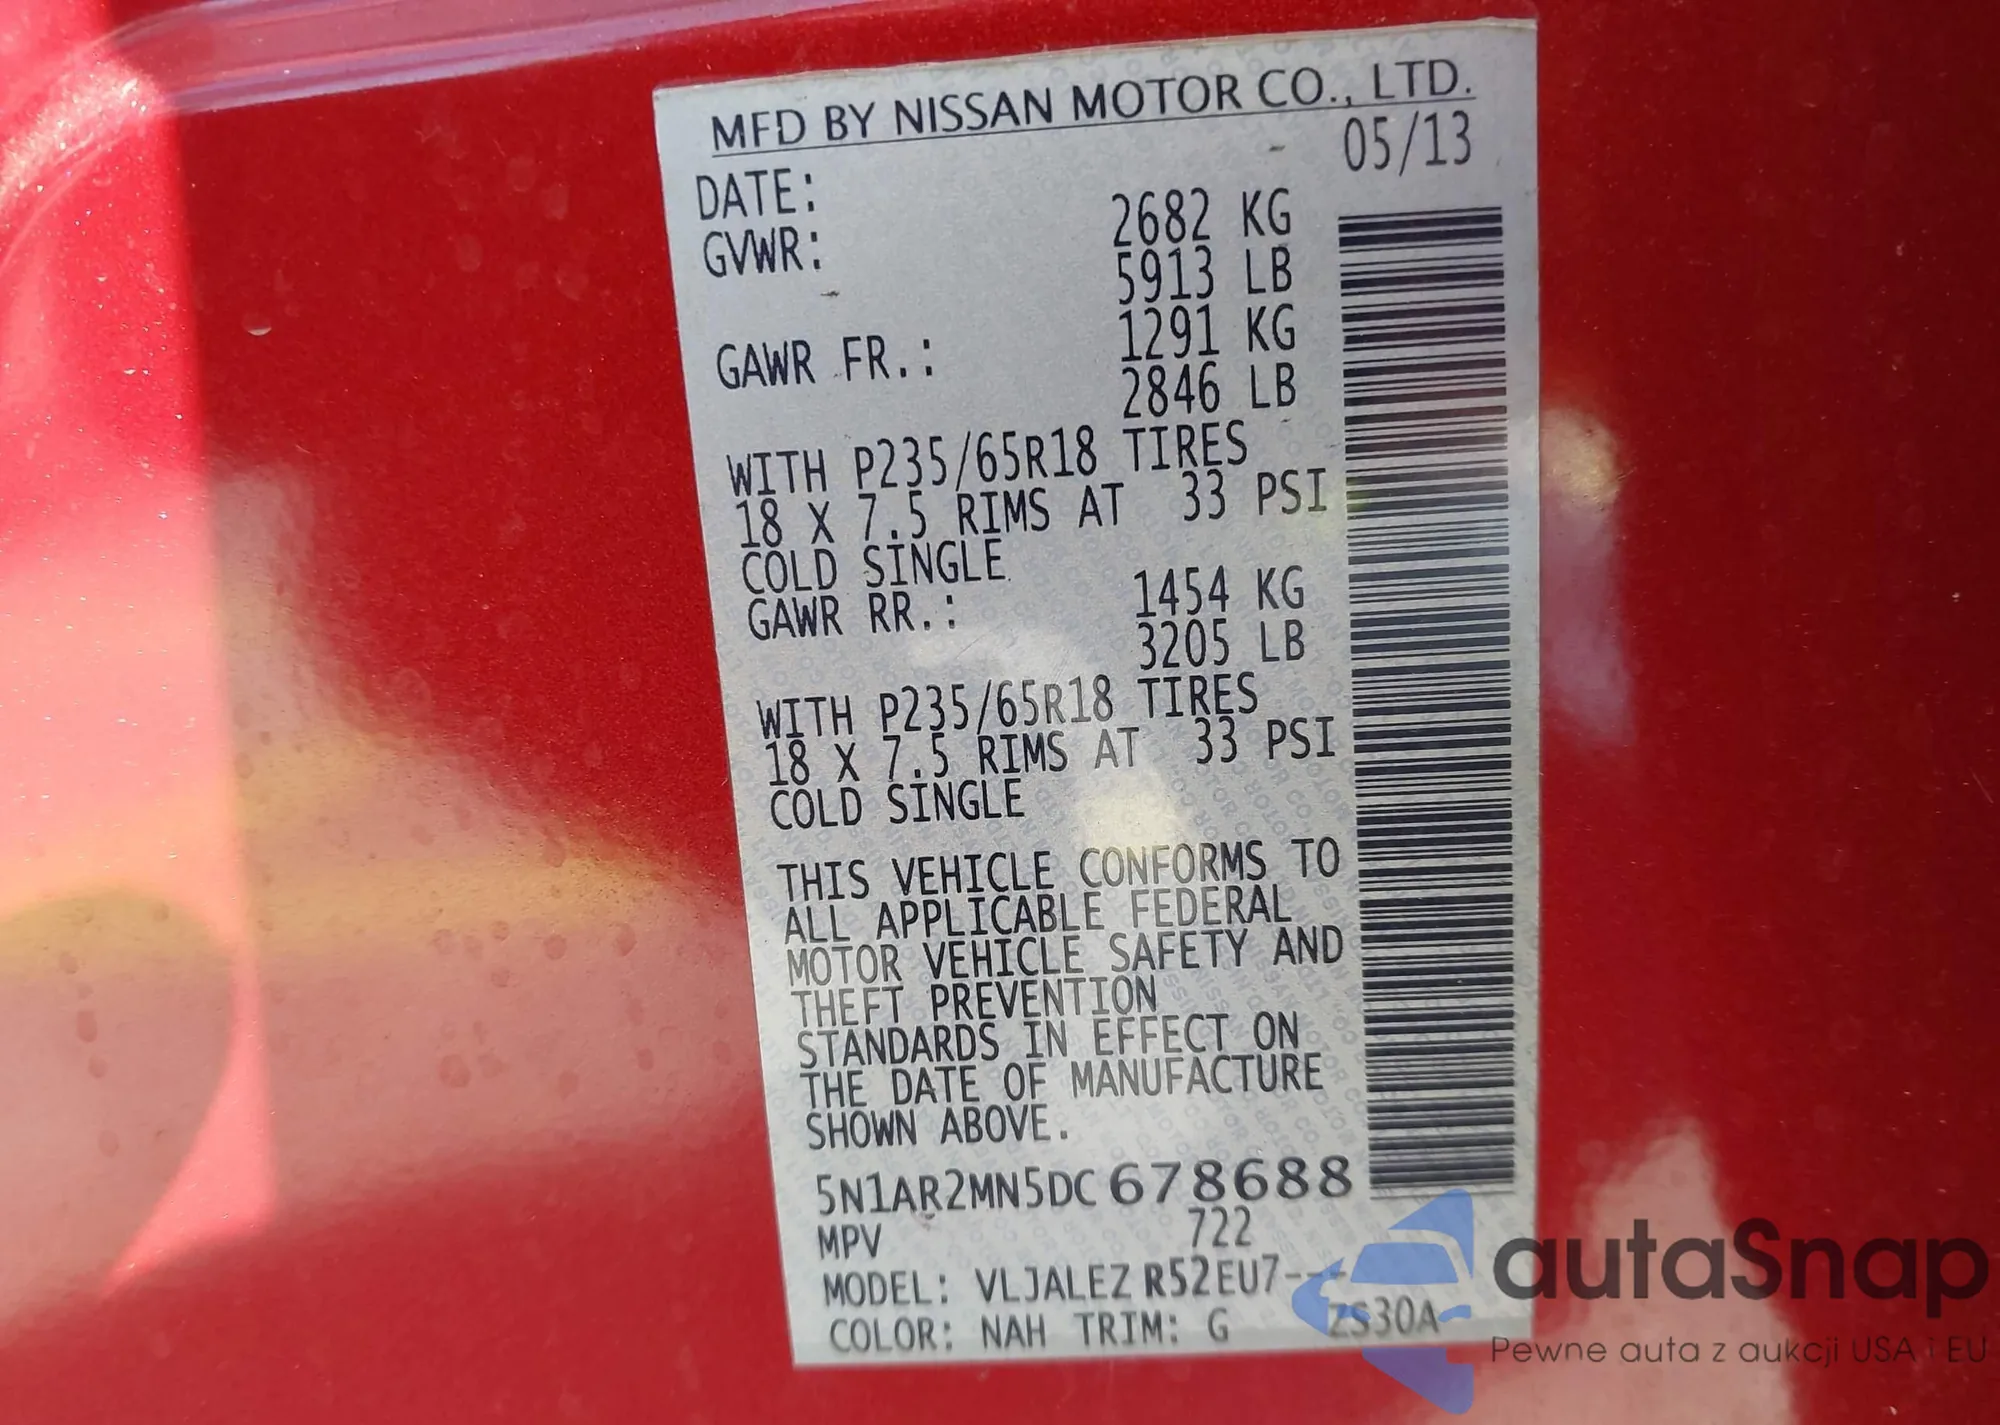 MFD BY NISSAN MOTOR CO., LTD.
DATE: 05/13
GVWR: 2682 KG
5913 LB
GAWR FR.: 1291 KG
2846 LB
WITH P235/65R18 TIRES
18 X 7.5 RIMS AT 33 PSI
COLD SINGLE
GAWR RR.: 1454 KG
3205 LB
WITH P235/65R18 TIRES
18 X 7.5 RIMS AT 33 PSI
COLD SINGLE
THIS VEHICLE CONFORMS TO
ALL APPLICABLE FEDERAL
MOTOR VEHICLE SAFETY AND
THEFT PREVENTION
STANDARDS IN EFFECT ON
THE DATE OF MANUFACTURE
SHOWN ABOVE.
5N1AR2MN5DC678688
MPV 722
MODEL: VLJALEZ R52EU7---
COLOR: NAH TRIM: G ZS30A
autaSnap
Pewne auta z aukcji USA i EU